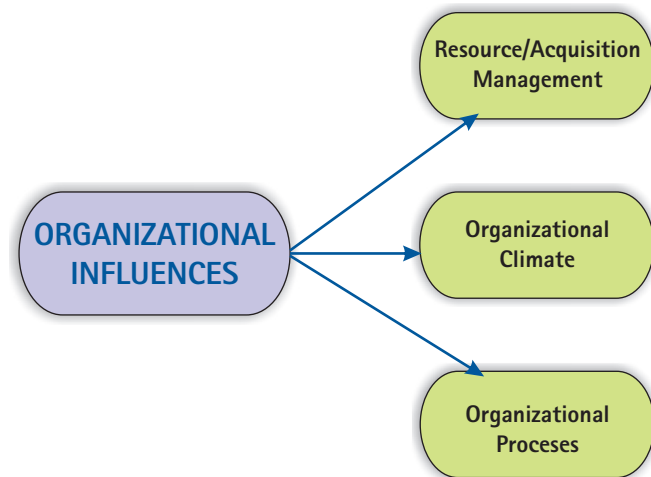 Resource/Acquisition
Management
ORGANIZATIONAL
INFLUENCES
Organizational
Climate
Organizational
Proceses